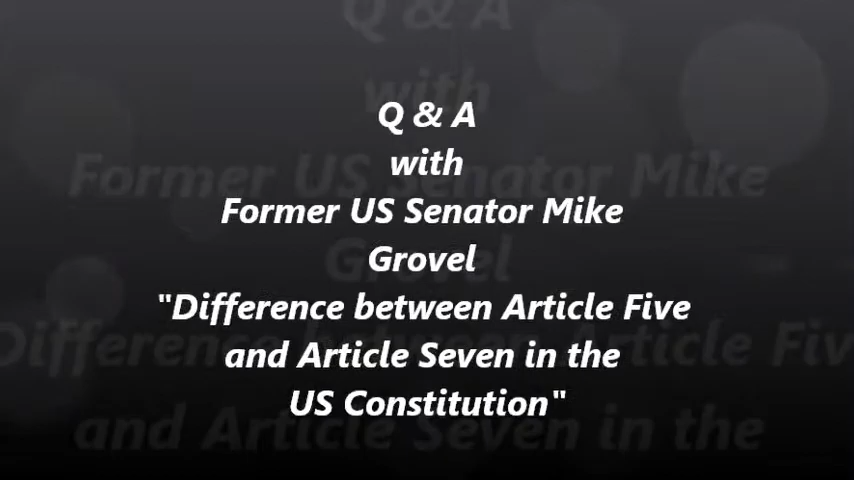 Q & A
with
Former US Senator Mike
Grovel
"Difference between Article Five
and Article Seven in the
US Constitution"